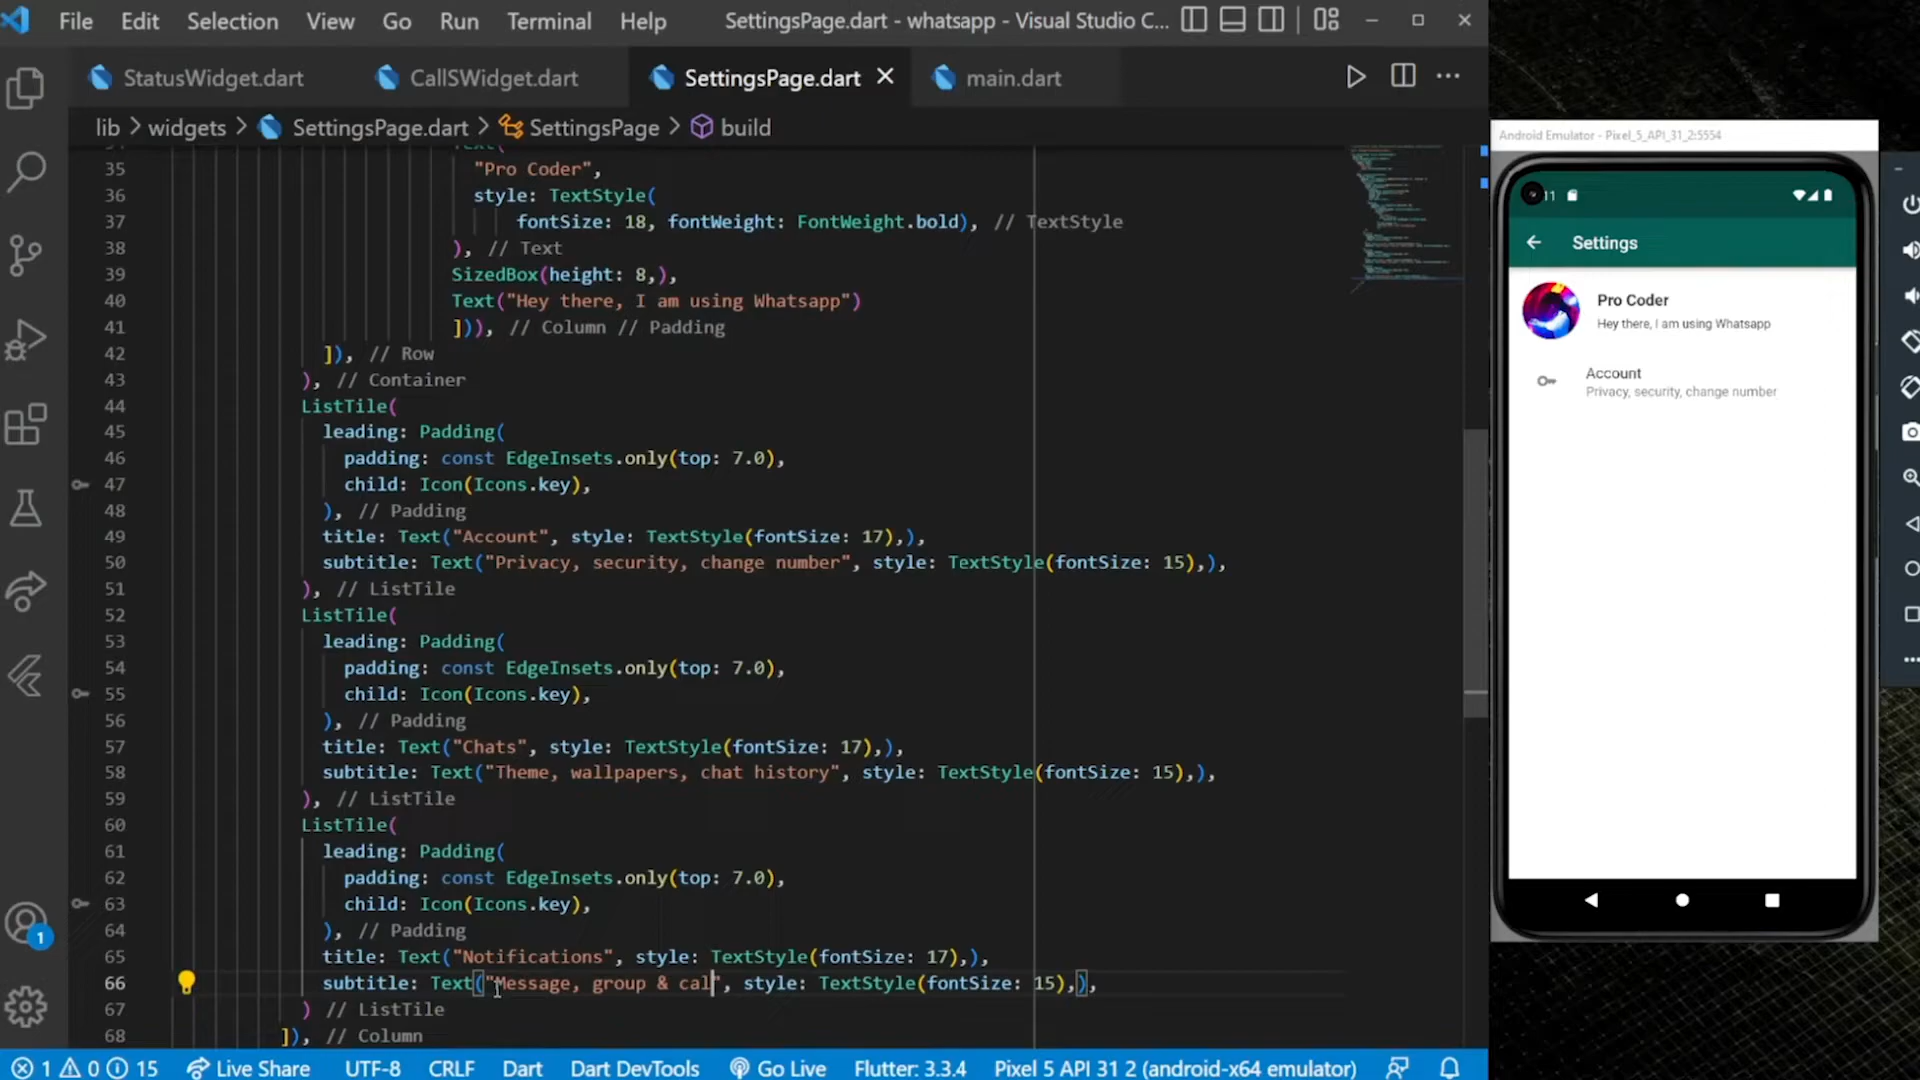 File Edit Selection View Go Run Terminal Help SettingsPage.dart - whatsapp - Visual Studio C...
StatusWidget.dart CallSWidget.dart SettingsPage.dart main.dart
lib > widgets > SettingsPage.dart > SettingsPage > build
35 "Pro Coder",
36 style: TextStyle(
37 fontSize: 18, fontWeight: FontWeight.bold), // TextStyle
38 ), // Text
39 SizedBox(height: 8,),
40 Text("Hey there, I am using Whatsapp")
41 ])), // Column // Padding
42 ]), // Row
43 ), // Container
44 ListTile(
45 leading: Padding(
46 padding: const EdgeInsets.only(top: 7.0),
47 child: Icon(Icons.key),
48 ), // Padding
49 title: Text("Account", style: TextStyle(fontSize: 17),),
50 subtitle: Text("Privacy, security, change number", style: TextStyle(fontSize: 15),),
51 ), // ListTile
52 ListTile(
53 leading: Padding(
54 padding: const EdgeInsets.only(top: 7.0),
55 child: Icon(Icons.key),
56 ), // Padding
57 title: Text("Chats", style: TextStyle(fontSize: 17),),
58 subtitle: Text("Theme, wallpapers, chat history", style: TextStyle(fontSize: 15),),
59 ), // ListTile
60 ListTile(
61 leading: Padding(
62 padding: const EdgeInsets.only(top: 7.0),
63 child: Icon(Icons.key),
64 ), // Padding
65 title: Text("Notifications", style: TextStyle(fontSize: 17),),
66 subtitle: Text("Message, group & cal", style: TextStyle(fontSize: 15),),
67 ) // ListTile
68 ]), // Column
1
1 0 15 Live Share UTF-8 CRLF Dart Dart DevTools Go Live Flutter: 3.3.4 Pixel 5 API 31 2 (android-x64 emulator)
Android Emulator - Pixel_5_API_31_2:5554
Settings
Pro Coder
Hey there, I am using Whatsapp
Account
Privacy, security, change number